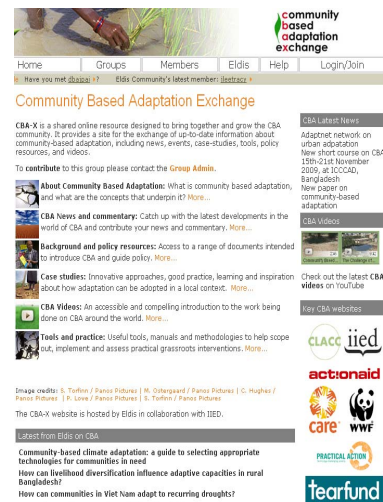 community
based
adaptation
exchange
Home Groups Members Eldis Help Login/Join
Have you met dbajpai »? Eldis Community's latest member: jleetracy »
Community Based Adaptation Exchange
CBA-X is a shared online resource designed to bring together and grow the CBA
community. It provides a site for the exchange of up-to-date information about
community-based adaptation, including news, events, case-studies, tools, policy
resources, and videos.
To contribute to this group please contact the Group Admin.
About Community Based Adaptation: What is community based adaptation,
and what are the concepts that underpin it? More...
CBA News and commentary: Catch up with the latest developments in the
world of CBA and contribute your news and commentary. More...
Background and policy resources: Access to a range of documents intended
to introduce CBA and guide policy. More...
Case studies: Innovative approaches, good practice, learning and inspiration
about how adaptation can be adopted in a local context. More...
CBA Videos: An accessible and compelling introduction to the work being
done on CBA around the world. More...
Tools and practice: Useful tools, manuals and methodologies to help scope
out, implement and assess practical grassroots interventions. More...
Image credits: S. Torfinn / Panos Pictures | M. Ostergaard / Panos Pictures | C. Hughes /
Panos Pictures | P. Lowe / Panos Pictures | S. Torfinn / Panos Pictures
The CBA-X website is hosted by Eldis in collaboration with IIED.
Latest from Eldis on CBA
Community-based climate adaptation: a guide to selecting appropriate
technologies for communities in need
How can livelihood diversification influence adaptive capacities in rural
Bangladesh?
How can communities in Viet Nam adapt to recurring droughts?
CBA Latest News
Adaptnet network on
urban adpatation
New short course on CBA
15th-21st November
2009, at ICCCAD,
Bangladesh
New paper on
community-based
adaptation
CBA Videos
Check out the latest CBA
videos on YouTube
Key CBA websites
CLACC iied
act!onaid
care WWF
PRACTICAL ACTION
tearfund